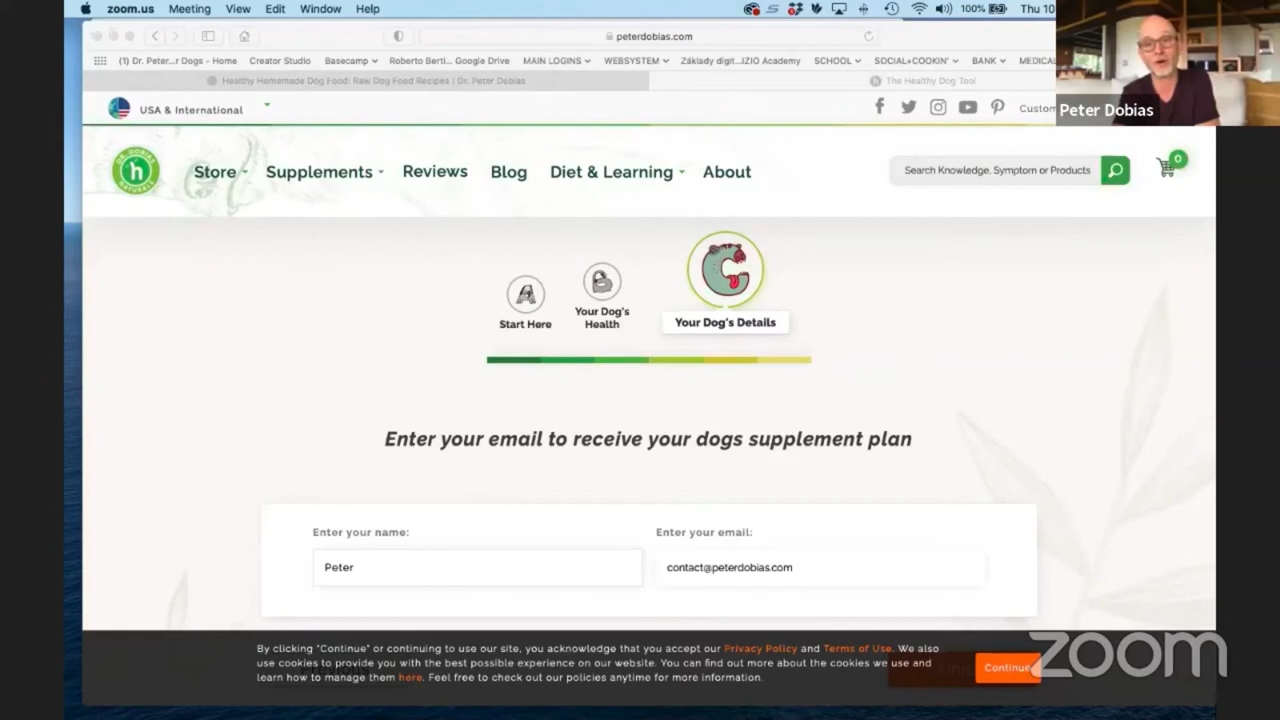 zoom.us Meeting View Edit Window Help 100% Thu 10
peterdobias.com
(1) Dr. Peter...r Dogs - Home Creator Studio Basecamp Roberto Berti... Google Drive MAIN LOGINS WEBSYSTEM Základy digit...IZIO Academy SCHOOL SOCIAL+COOKIN' BANK MEDICAL
Healthy Homemade Dog Food: Raw Dog Food Recipes | Dr. Peter Dobias The Healthy Dog Tool
Peter Dobias
USA & International Custom
DR. DOBIAS
h
NATURALS
Store Supplements Reviews Blog Diet & Learning About Search Knowledge, Symptom or Products 0
A B C
Start Here
Your Dog's
Health
Your Dog's Details
Enter your email to receive your dogs supplement plan
Enter your name: Enter your email:
Peter contact@peterdobias.com
By clicking "Continue" or continuing to use our site, you acknowledge that you accept our Privacy Policy and Terms of Use. We also
use cookies to provide you with the best possible experience on our website. You can find out more about the cookies we use and
learn how to manage them here. Feel free to check out our policies anytime for more information.
Continue
zoom